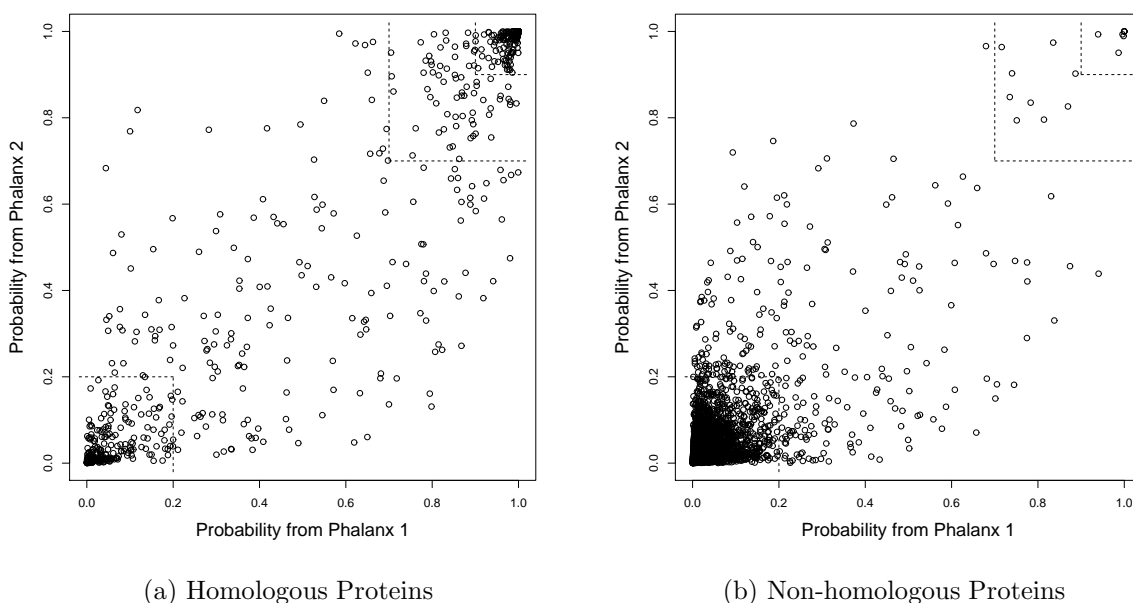 1.0
0.8
0.6
0.4
0.2
0.0
Probability from Phalanx 2
0.0 0.2 0.4 0.6 0.8 1.0
Probability from Phalanx 1
(a) Homologous Proteins
1.0
0.8
0.6
0.4
0.2
0.0
Probability from Phalanx 2
0.0 0.2 0.4 0.6 0.8 1.0
Probability from Phalanx 1
(b) Non-homologous Proteins